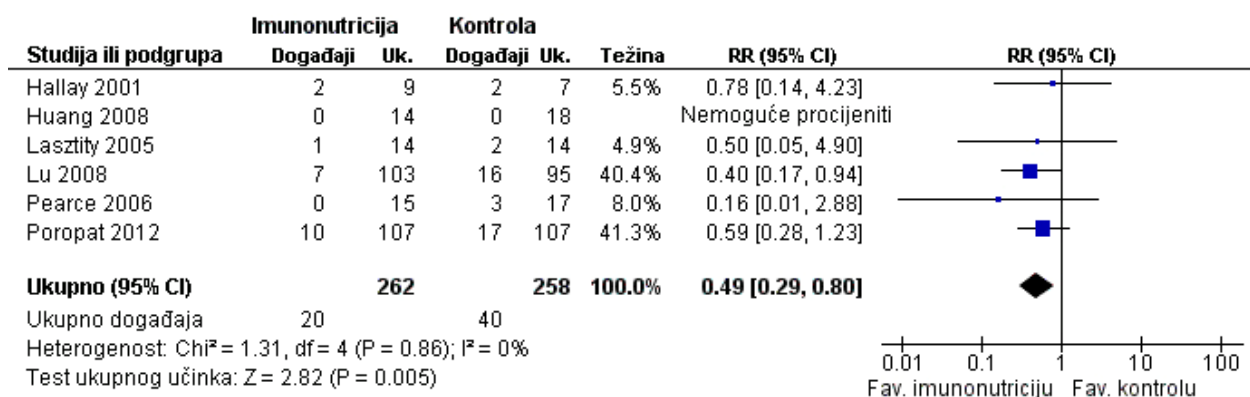 Imunonutricija Kontrola
Studija ili podgrupa Događaji Uk. Događaji Uk. Težina RR (95% CI) RR (95% CI)
Hallay 2001 2 9 2 7 5.5% 0.78 [0.14, 4.23]
Huang 2008 0 14 0 18 Nemoguće procijeniti
Lasztity 2005 1 14 2 14 4.9% 0.50 [0.05, 4.90]
Lu 2008 7 103 16 95 40.4% 0.40 [0.17, 0.94]
Pearce 2006 0 15 3 17 8.0% 0.16 [0.01, 2.88]
Poropat 2012 10 107 17 107 41.3% 0.59 [0.28, 1.23]
Ukupno (95% CI) 262 258 100.0% 0.49 [0.29, 0.80]
Ukupno događaja 20 40
Heterogenost: Chi² = 1.31, df = 4 (P = 0.86); I² = 0%
Test ukupnog učinka: Z = 2.82 (P = 0.005)
0.01 0.1 1 10 100
Fav. imunonutriciju Fav. kontrolu